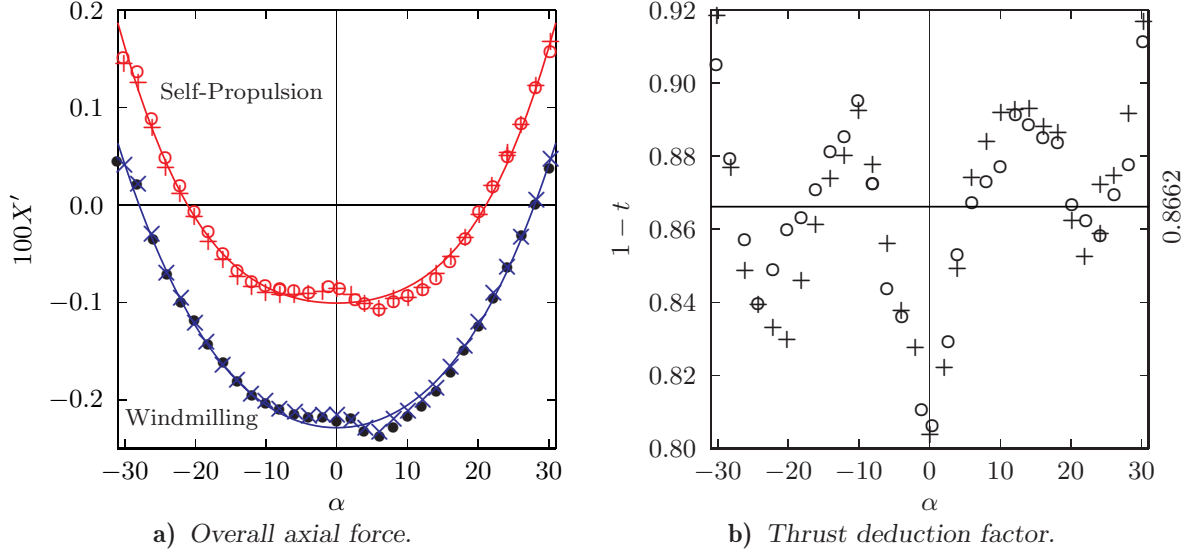 0.2
0.1
0.0
−0.1
−0.2
100X′
Self-Propulsion
Windmilling
−30 −20 −10 0 10 20 30
α
a) Overall axial force.
0.92
0.90
0.88
0.86
0.84
0.82
0.80
1 − t
0.8662
−30 −20 −10 0 10 20 30
α
b) Thrust deduction factor.